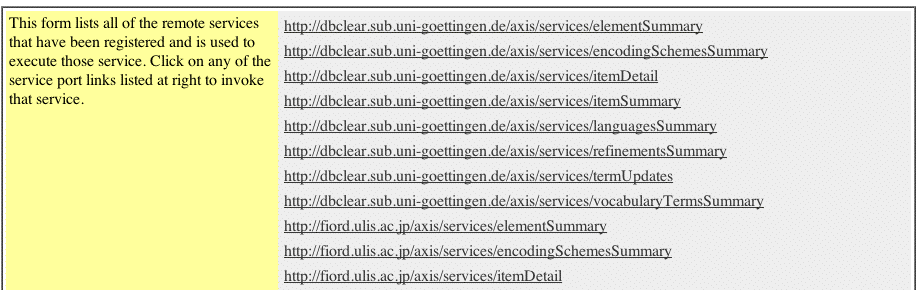 This form lists all of the remote services
that have been registered and is used to
execute those service. Click on any of the
service port links listed at right to invoke
that service.
http://dbclear.sub.uni-goettingen.de/axis/services/elementSummary
http://dbclear.sub.uni-goettingen.de/axis/services/encodingSchemesSummary
http://dbclear.sub.uni-goettingen.de/axis/services/itemDetail
http://dbclear.sub.uni-goettingen.de/axis/services/itemSummary
http://dbclear.sub.uni-goettingen.de/axis/services/languagesSummary
http://dbclear.sub.uni-goettingen.de/axis/services/refinementsSummary
http://dbclear.sub.uni-goettingen.de/axis/services/termUpdates
http://dbclear.sub.uni-goettingen.de/axis/services/vocabularyTermsSummary
http://fiord.ulis.ac.jp/axis/services/elementSummary
http://fiord.ulis.ac.jp/axis/services/encodingSchemesSummary
http://fiord.ulis.ac.jp/axis/services/itemDetail